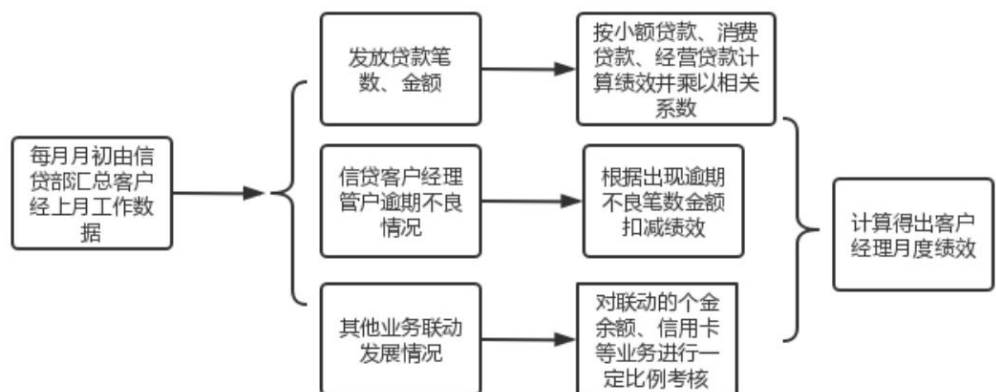 每月月初由信
贷部汇总客户
经上月工作数
据
发放贷款笔
数、金额
按小额贷款、消费
贷款、经营贷款计
算绩效并乘以相关
系数
信贷客户经理
管户逾期不良
情况
根据出现逾期
不良笔数金额
扣减绩效
其他业务联动
发展情况
对联动的个金
余额、信用卡
等业务进行一
定比例考核
计算得出客户
经理月度绩效